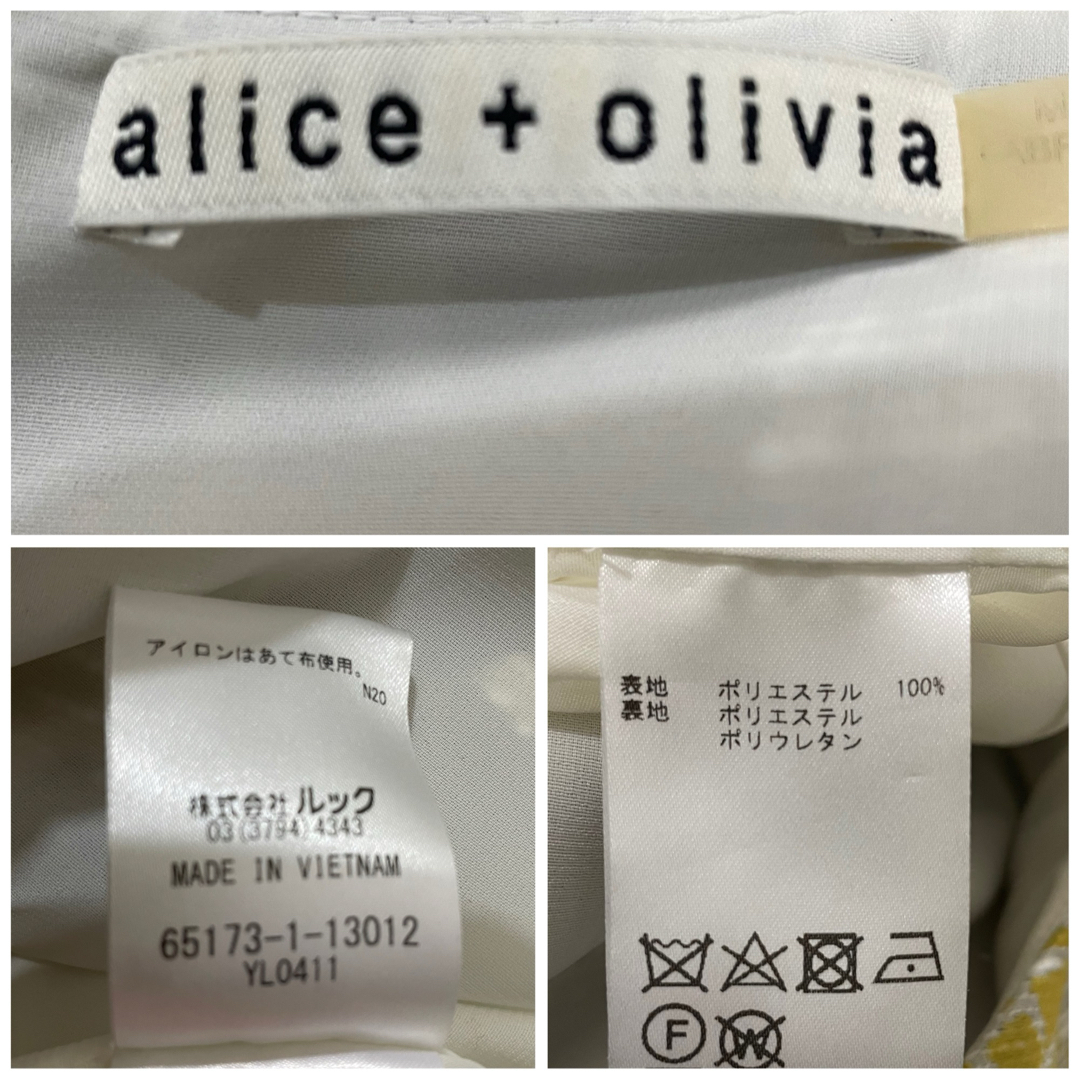 alice + olivia
アイロンはあて布使用。
N20
株式会社 ルック
03(3794)4343
MADE IN VIETNAM
65173-1-13012
YL0411
表地 ポリエステル 100%
裏地 ポリエステル
ポリウレタン
F
W